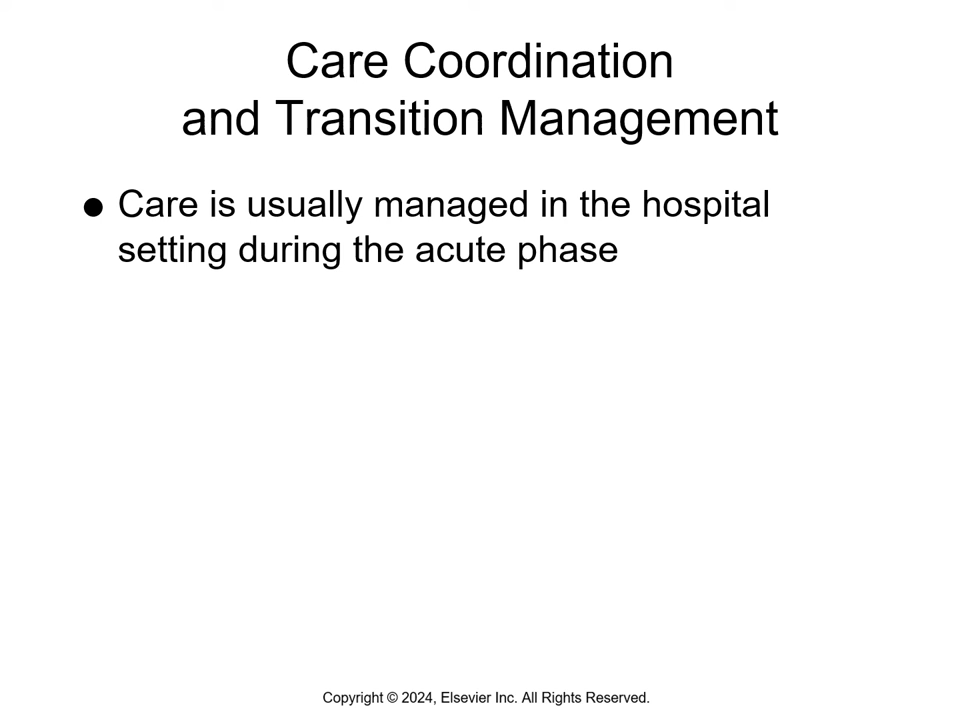 Care Coordination
and Transition Management
● Care is usually managed in the hospital
setting during the acute phase
Copyright © 2024, Elsevier Inc. All Rights Reserved.